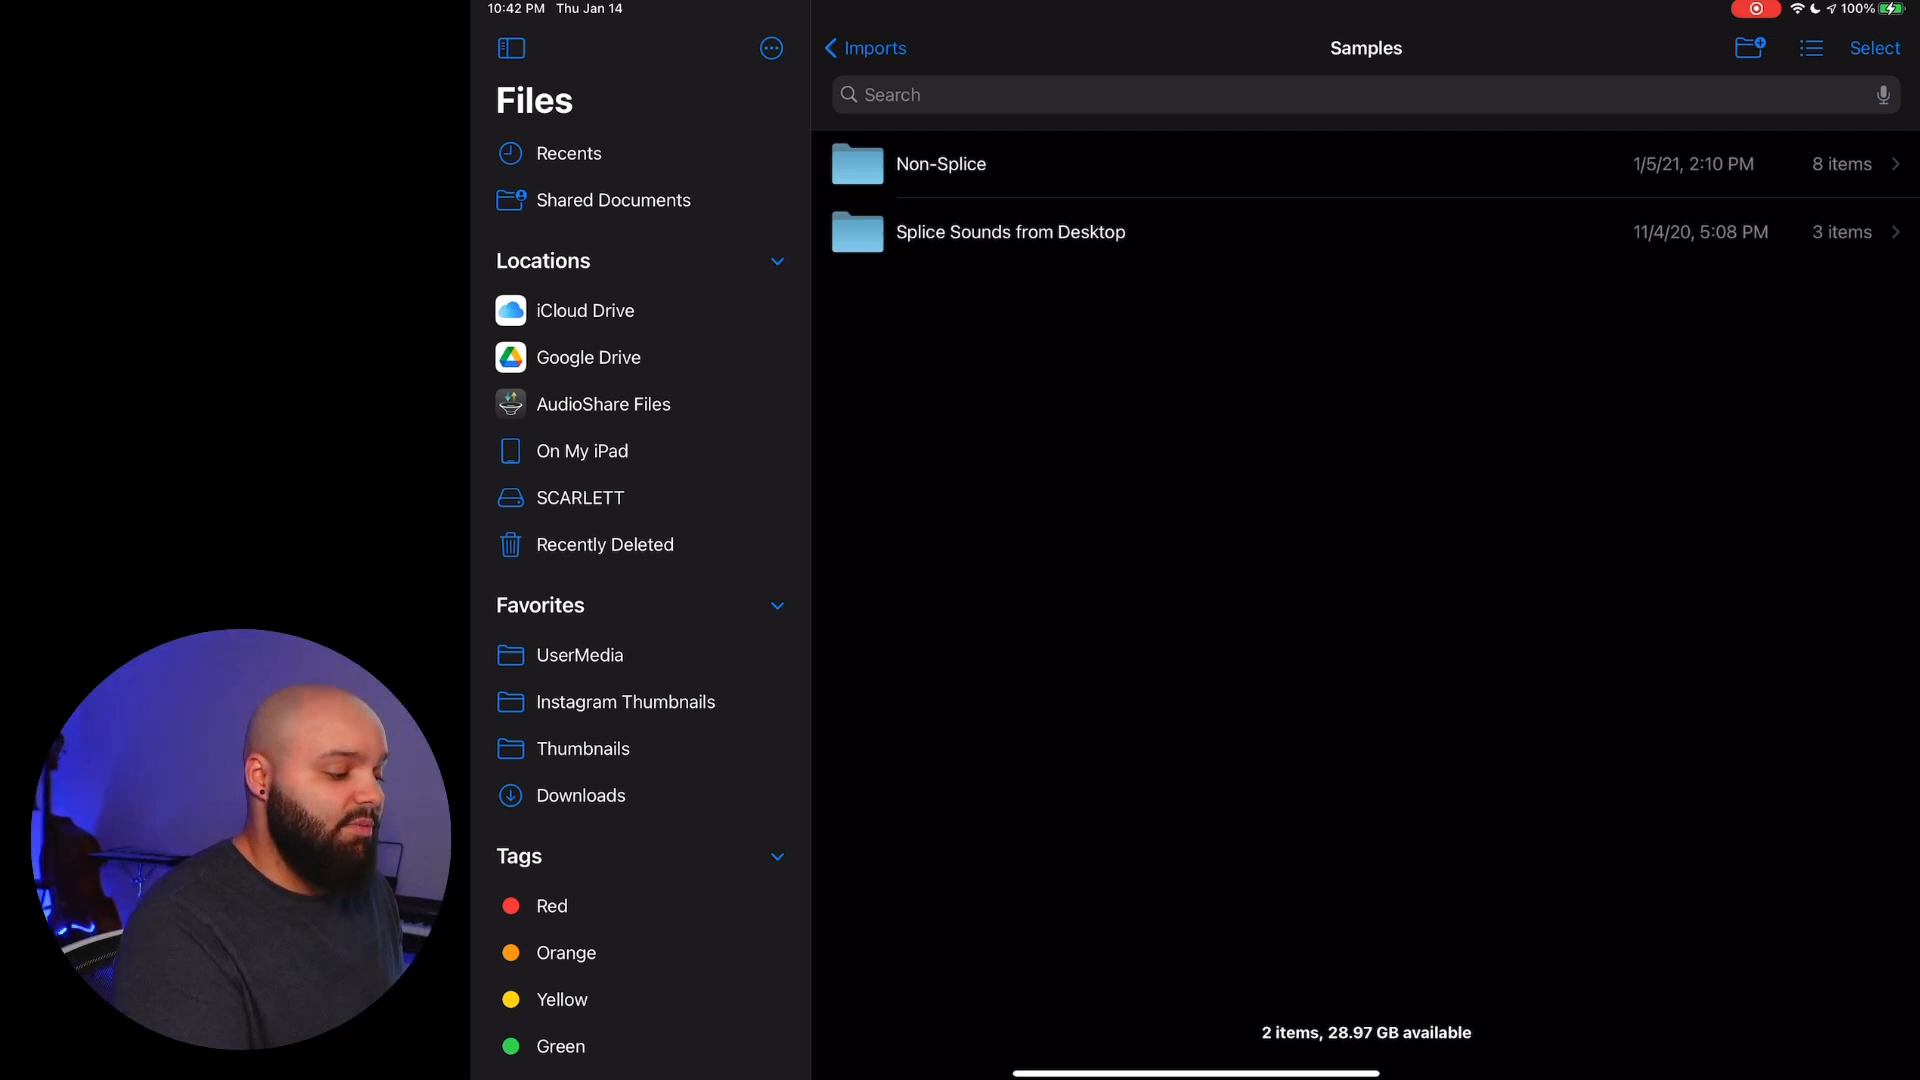 10:42 PM Thu Jan 14
100%
Files
Recents
Shared Documents
Locations
iCloud Drive
Google Drive
AudioShare Files
On My iPad
SCARLETT
Recently Deleted
Favorites
UserMedia
Instagram Thumbnails
Thumbnails
Downloads
Tags
Red
Orange
Yellow
Green
Imports
Samples
Select
Search
Non-Splice 1/5/21, 2:10 PM 8 items
Splice Sounds from Desktop 11/4/20, 5:08 PM 3 items
2 items, 28.97 GB available